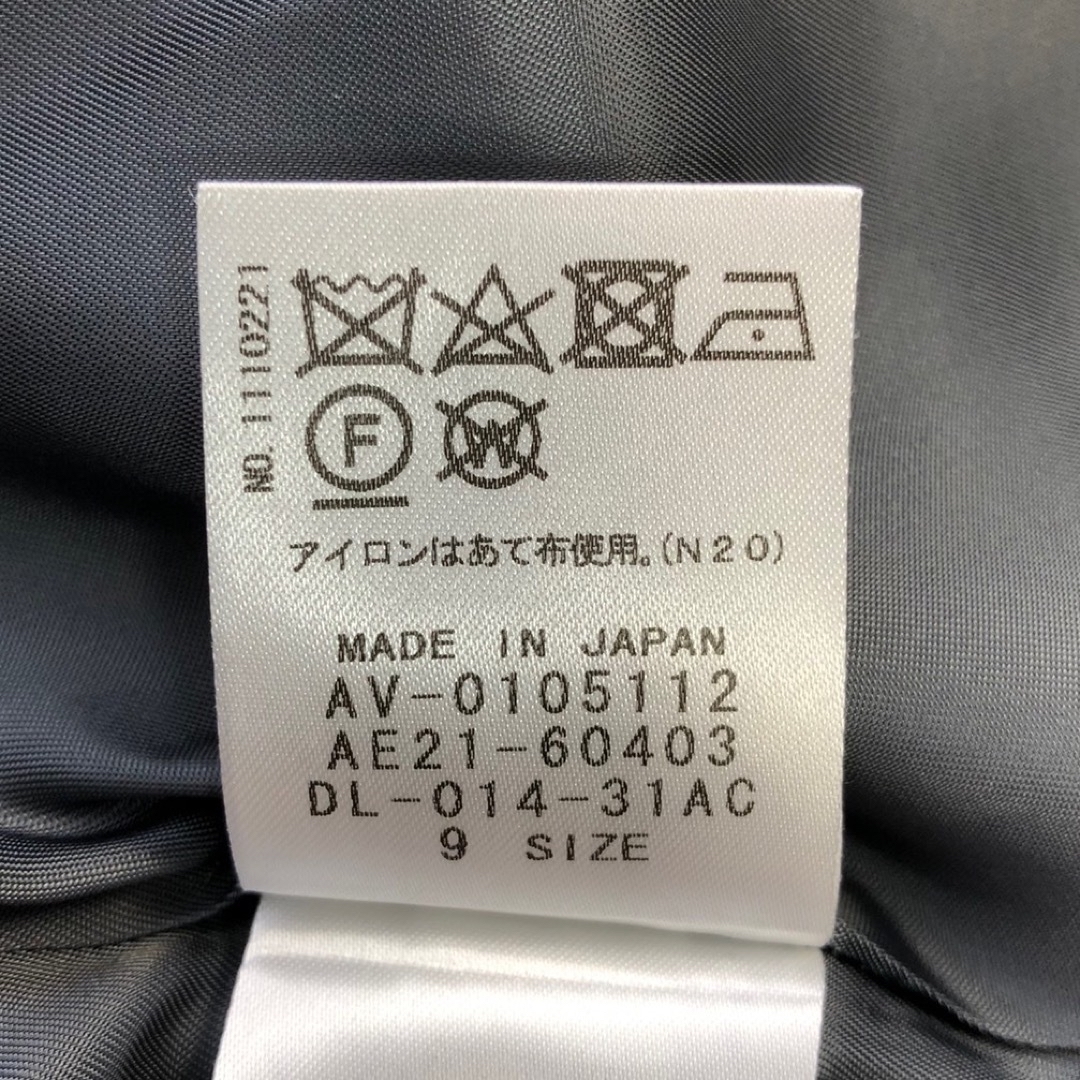 NO.1110221
F
W
アイロンはあて布使用。(N20)
MADE IN JAPAN
AV-0105112
AE21-60403
DL-014-31AC
9 SIZE